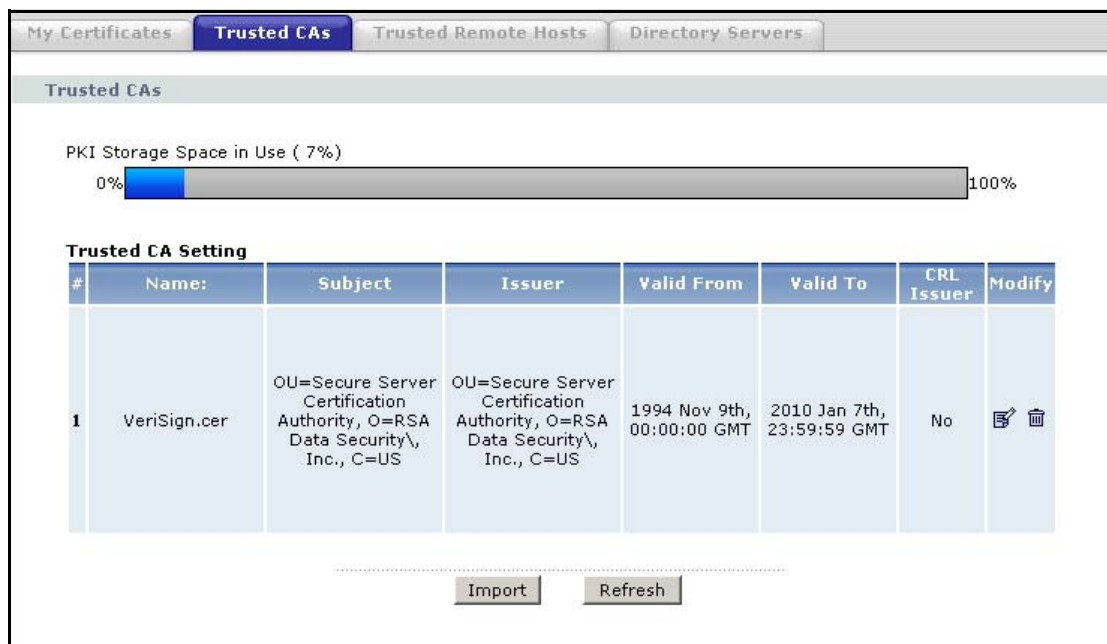 My Certificates
Trusted CAs
Trusted Remote Hosts
Directory Servers
Trusted CAs
PKI Storage Space in Use ( 7%)
0%
100%
Trusted CA Setting
#
Name:
Subject
Issuer
Valid From
Valid To
CRL
Issuer
Modify
1
VeriSign.cer
OU=Secure Server
Certification
Authority, O=RSA
Data Security\,
Inc., C=US
OU=Secure Server
Certification
Authority, O=RSA
Data Security\,
Inc., C=US
1994 Nov 9th,
00:00:00 GMT
2010 Jan 7th,
23:59:59 GMT
No
Import
Refresh